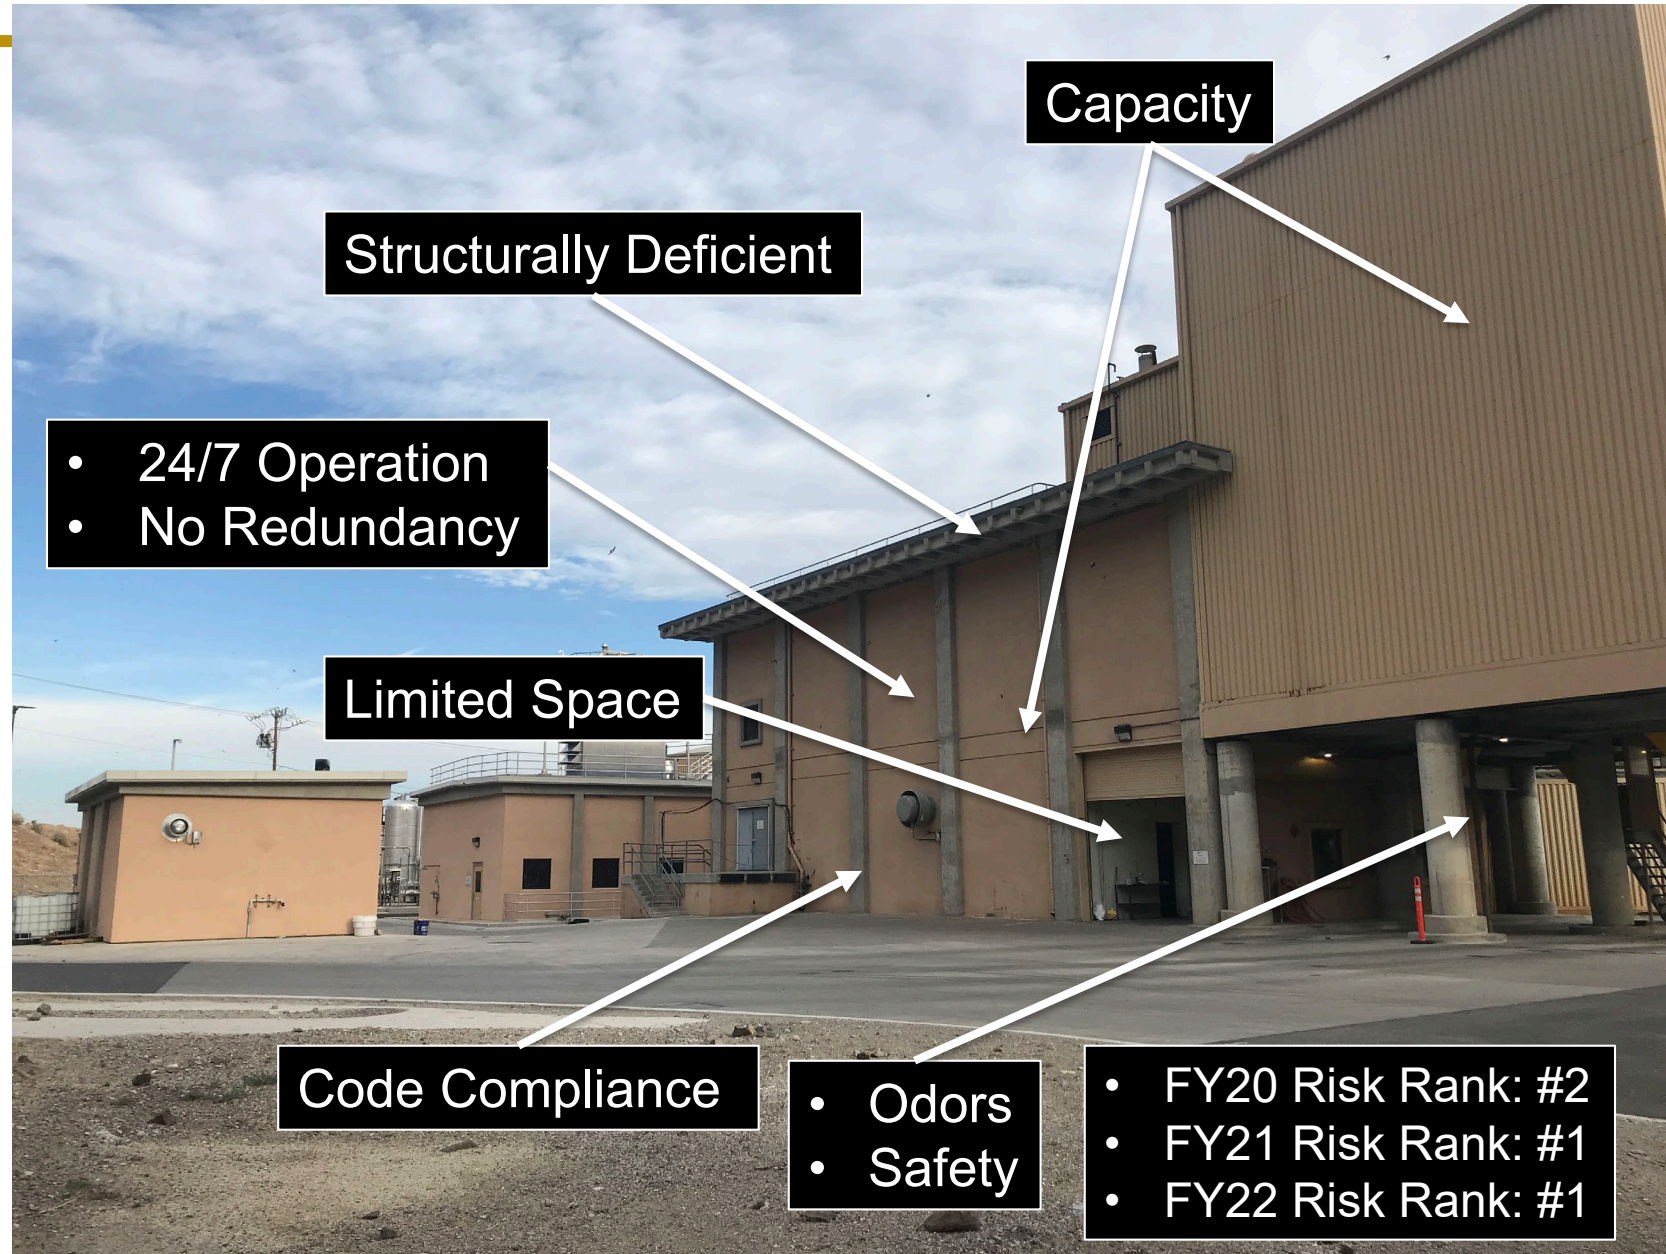 Capacity
Structurally Deficient
• 24/7 Operation
• No Redundancy
Limited Space
Code Compliance
• Odors
• Safety
• FY20 Risk Rank: #2
• FY21 Risk Rank: #1
• FY22 Risk Rank: #1